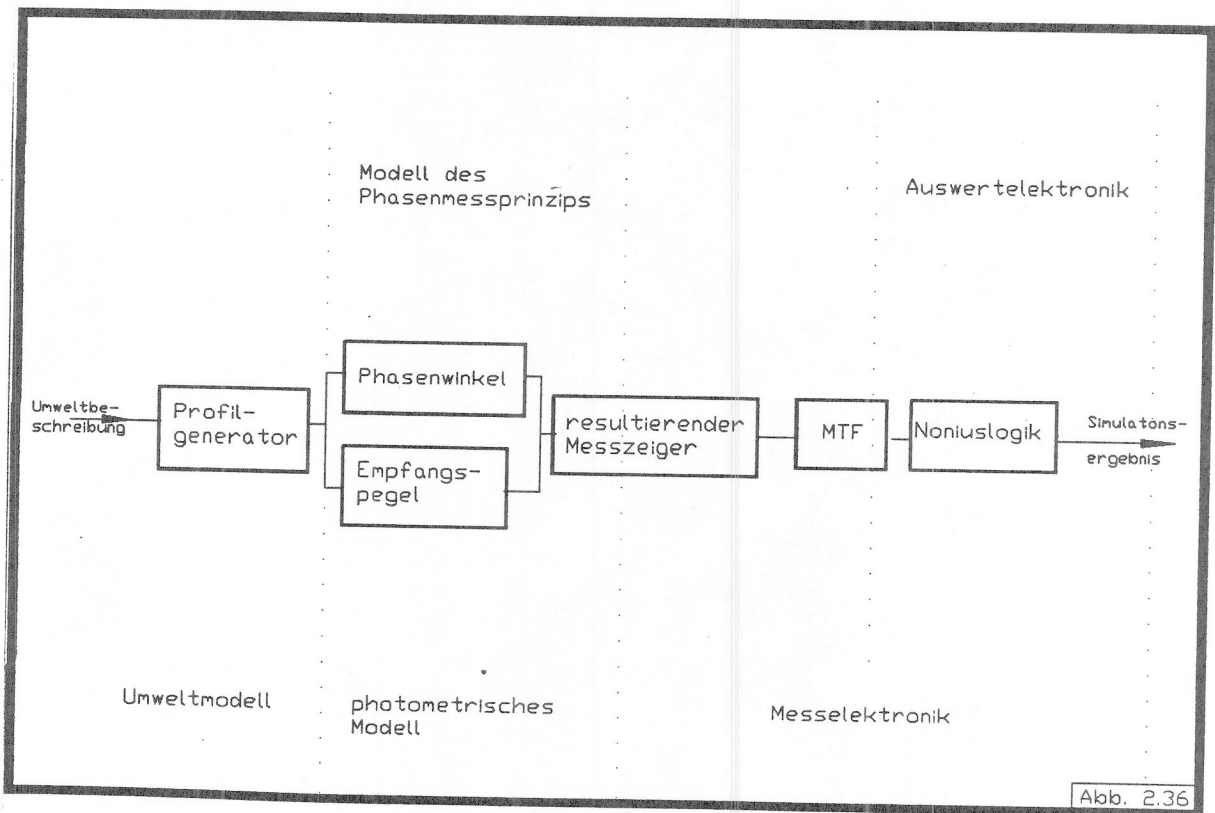 Modell des
Phasenmessprinzips
Auswertelektronik
Umweltbe-
schreibung
Profil-
generator
Phasenwinkel
Empfangs-
pegel
resultierender
Messzeiger
MTF
Noniuslogik
Simulatons-
ergebnis
Umweltmodell
photometrisches
Modell
Messelektronik
Abb. 2.36